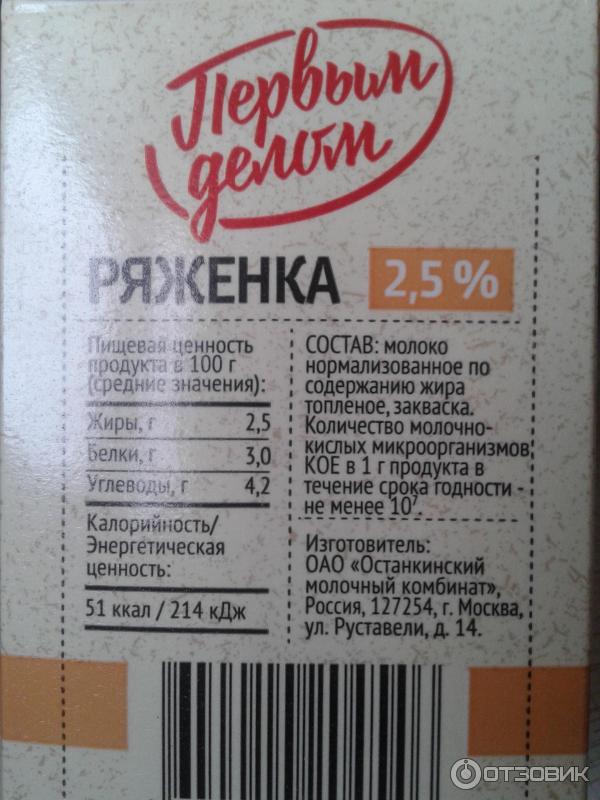 Первым
делом
РЯЖЕНКА 2,5 %
Пищевая ценность
продукта в 100 г
(средние значения):
Жиры, г 2,5
Белки, г 3,0
Углеводы, г 4,2
Калорийность/
Энергетическая
ценность:
51 ккал / 214 кДж
СОСТАВ: молоко
нормализованное по
содержанию жира
топленое, закваска.
Количество молочно-
кислых микроорганизмов
КОЕ в 1 г продукта в
течение срока годности -
не менее 10⁷.
Изготовитель:
ОАО «Останкинский
молочный комбинат»,
Россия, 127254, г. Москва,
ул. Руставели, д. 14.
ОТЗОВИК